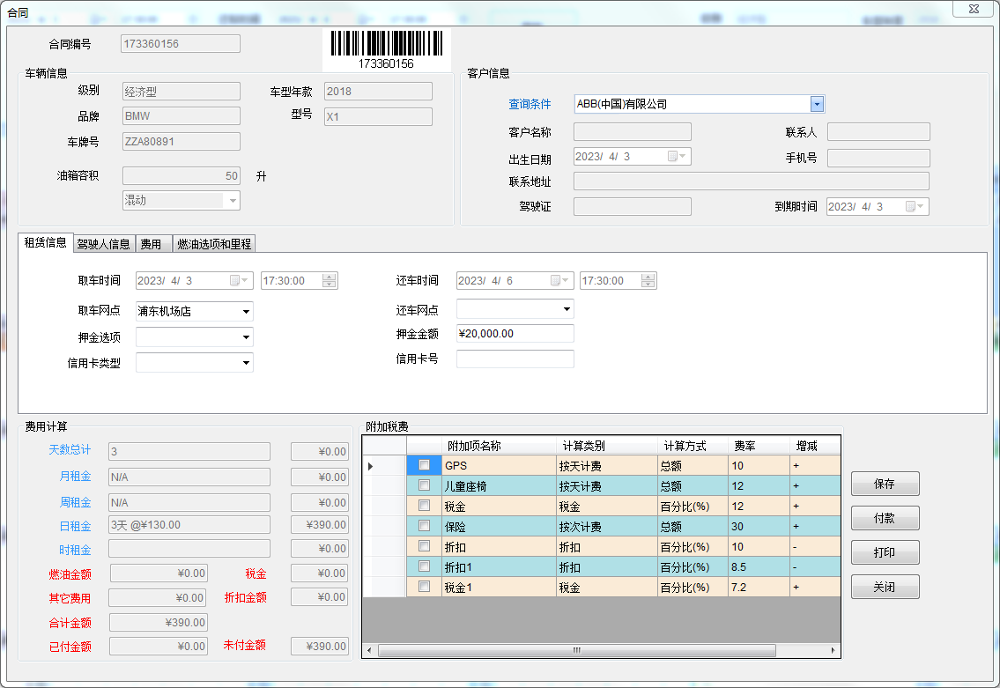 合同
合同编号 173360156
173360156
车辆信息
级别 经济型 车型年款 2018
品牌 BMW 型号 X1
车牌号 ZZA80891
油箱容积 50 升
混动
客户信息
查询条件 ABB(中国)有限公司
客户名称 联系人
出生日期 2023/ 4/ 3 手机号
联系地址
驾驶证 到期时间 2023/ 4/ 3
租赁信息 驾驶人信息 费用 燃油选项和里程
取车时间 2023/ 4/ 3 17:30:00 还车时间 2023/ 4/ 6 17:30:00
取车网点 浦东机场店 还车网点
押金选项 押金金额 ¥20,000.00
信用卡类型 信用卡号
费用计算
天数总计 3 ¥0.00
月租金 N/A ¥0.00
周租金 N/A ¥0.00
日租金 3天 @¥130.00 ¥390.00
时租金 ¥0.00
燃油金额 ¥0.00 税金 ¥0.00
其它费用 ¥0.00 折扣金额 ¥0.00
合计金额 ¥390.00
已付金额 ¥0.00 未付金额 ¥390.00
附加税费
附加项名称 计算类别 计算方式 费率 增减
GPS 按天计费 总额 10 +
儿童座椅 按天计费 总额 12 +
税金 税金 百分比(%) 12 +
保险 按次计费 总额 30 +
折扣 折扣 百分比(%) 10 -
折扣1 折扣 百分比(%) 8.5 -
税金1 税金 百分比(%) 7.2 +
保存
付款
打印
关闭